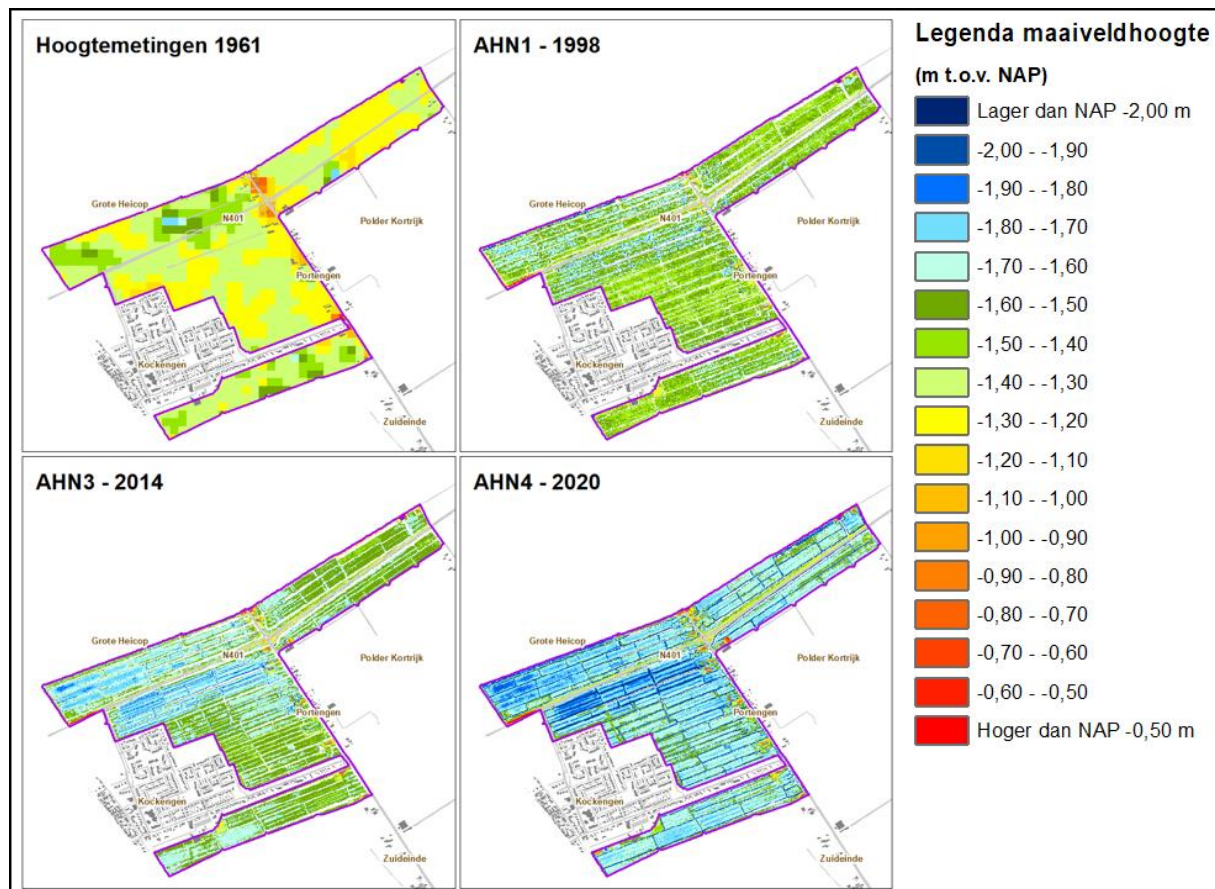 Hoogtemetingen 1961
Grote Heicop
N401
Polder Kortrijk
Portengen
Kockengen
Zuideinde
AHN1 - 1998
Grote Heicop
N401
Polder Kortrijk
Portengen
Kockengen
Zuideinde
AHN3 - 2014
Grote Heicop
N401
Polder Kortrijk
Portengen
Kockengen
Zuideinde
AHN4 - 2020
Grote Heicop
N401
Polder Kortrijk
Portengen
Kockengen
Zuideinde
Legenda maaiveldhoogte
(m t.o.v. NAP)
Lager dan NAP -2,00 m
-2,00 - -1,90
-1,90 - -1,80
-1,80 - -1,70
-1,70 - -1,60
-1,60 - -1,50
-1,50 - -1,40
-1,40 - -1,30
-1,30 - -1,20
-1,20 - -1,10
-1,10 - -1,00
-1,00 - -0,90
-0,90 - -0,80
-0,80 - -0,70
-0,70 - -0,60
-0,60 - -0,50
Hoger dan NAP -0,50 m